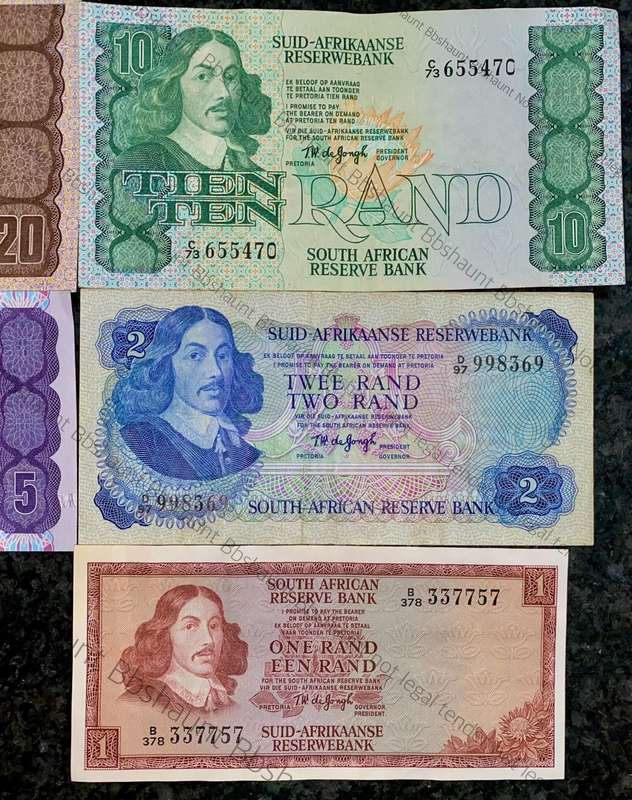 20
5
10
SUID-AFRIKAANSE
RESERWEBANK
C/73 655470
EK BELOOF OP AANVRAAG
TE BETAAL AAN TOONDER
TE PRETORIA TIEN RAND
I PROMISE TO PAY
THE BEARER ON DEMAND
AT PRETORIA TEN RAND
VIR DIE SUID-AFRIKAANSE RESERWEBANK
FOR THE SOUTH AFRICAN RESERVE BANK
TW de Jongh PRESIDENT
GOVERNOR
PRETORIA
TIEN
TEN RAND
C/73 655470
SOUTH AFRICAN
RESERVE BANK
10
2
SUID-AFRIKAANSE RESERWEBANK
EK BELOOF OP AANVRAAG TE BETAAL AAN TOONDER TE PRETORIA
I PROMISE TO PAY THE BEARER ON DEMAND AT PRETORIA
D/97 998369
TWEE RAND
TWO RAND
VIR DIE SUID-AFRIKAANSE RESERWEBANK
FOR THE SOUTH AFRICAN RESERVE BANK
TW de Jongh PRESIDENT
PRETORIA GOVERNOR
D/97 998369
SOUTH-AFRICAN RESERVE BANK
2
SOUTH AFRICAN
RESERVE BANK
B/378 337757
1
I PROMISE TO PAY THE BEARER
ON DEMAND AT PRETORIA
EK BELOOF OP AANVRAAG TE BETAAL
AAN TOONDER TE PRETORIA
ONE RAND
EEN RAND
FOR THE SOUTH AFRICAN RESERVE BANK
VIR DIE SUID-AFRIKAANSE RESERWEBANK
PRETORIA TW de Jongh GOVERNOR
PRESIDENT
B/378 337757
1
SUID-AFRIKAANSE
RESERWEBANK
Bbshaunt Not legal tender